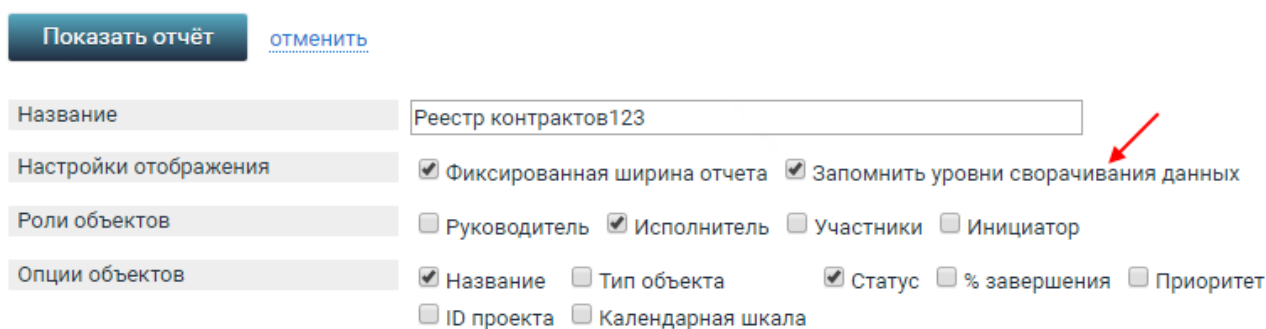 Показать отчёт отменить
Название Реестр контрактов123
Настройки отображения Фиксированная ширина отчета Запомнить уровни сворачивания данных
Роли объектов Руководитель Исполнитель Участники Инициатор
Опции объектов Название Тип объекта Статус % завершения Приоритет
ID проекта Календарная шкала